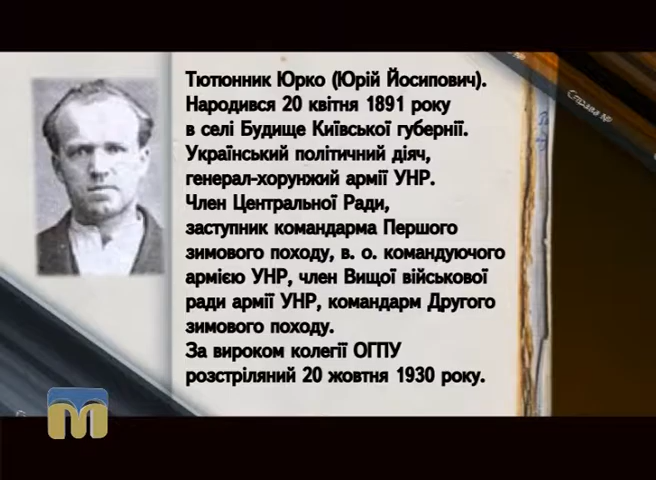 Тютюнник Юрко (Юрій Йосипович).
Народився 20 квітня 1891 року
в селі Будище Київської губернії.
Український політичний діяч,
генерал-хорунжий армії УНР.
Член Центральної Ради,
заступник командарма Першого
зимового походу, в. о. командуючого
армією УНР, член Вищої військової
ради армії УНР, командарм Другого
зимового походу.
За вироком колегії ОГПУ
розстріляний 20 жовтня 1930 року.
Справа №